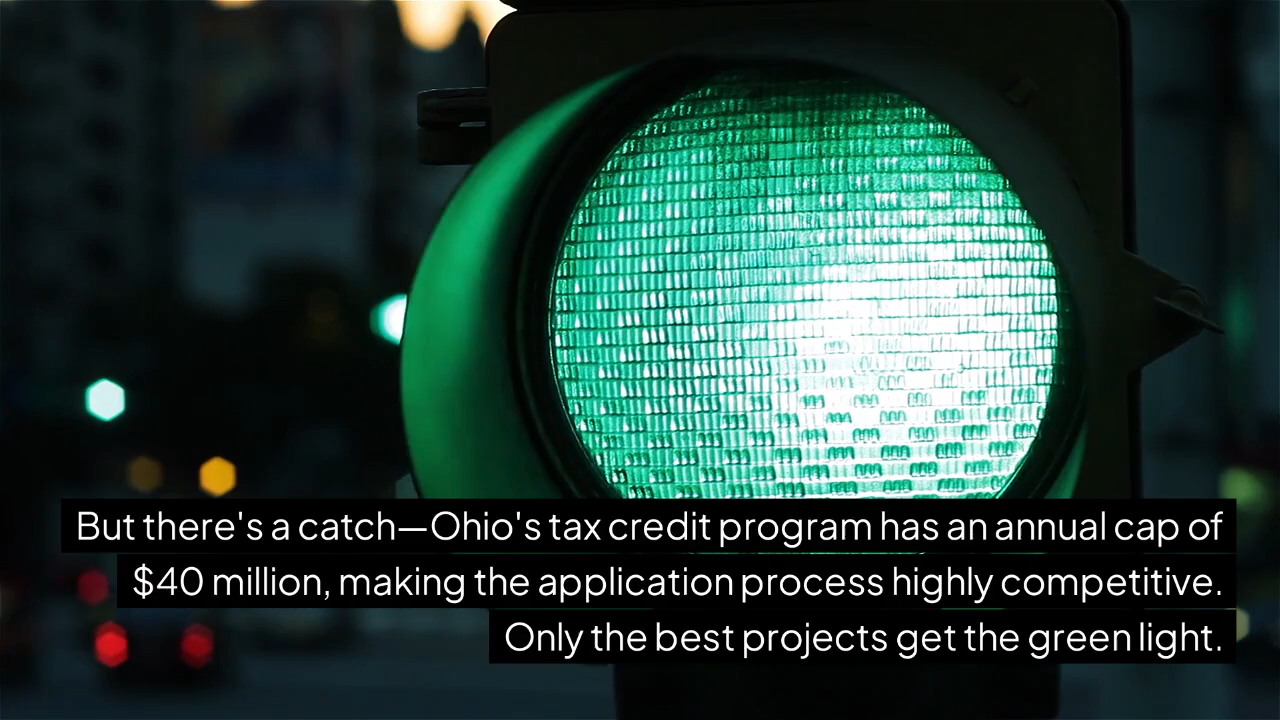 But there's a catch—Ohio's tax credit program has an annual cap of
$40 million, making the application process highly competitive.
Only the best projects get the green light.